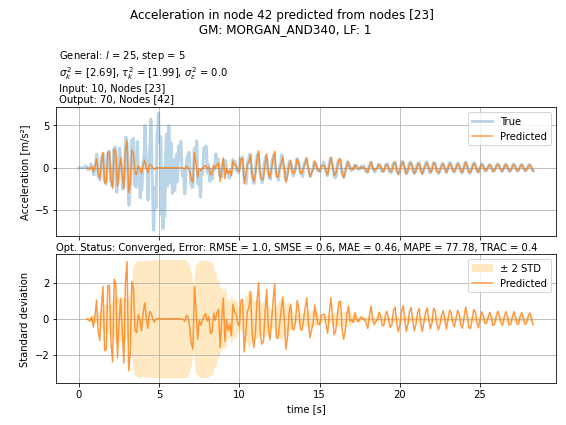 Acceleration in node 42 predicted from nodes [23]
GM: MORGAN_AND340, LF: 1
General: l = 25, step = 5
σ²ₖ = [2.69], τ²ₖ = [1.99], σ²ε = 0.0
Input: 10, Nodes [23]
Output: 70, Nodes [42]
Acceleration [m/s²]
5
0
−5
True
Predicted
Opt. Status: Converged, Error: RMSE = 1.0, SMSE = 0.6, MAE = 0.46, MAPE = 77.78, TRAC = 0.4
Standard deviation
2
0
−2
± 2 STD
Predicted
0
5
10
15
20
25
time [s]